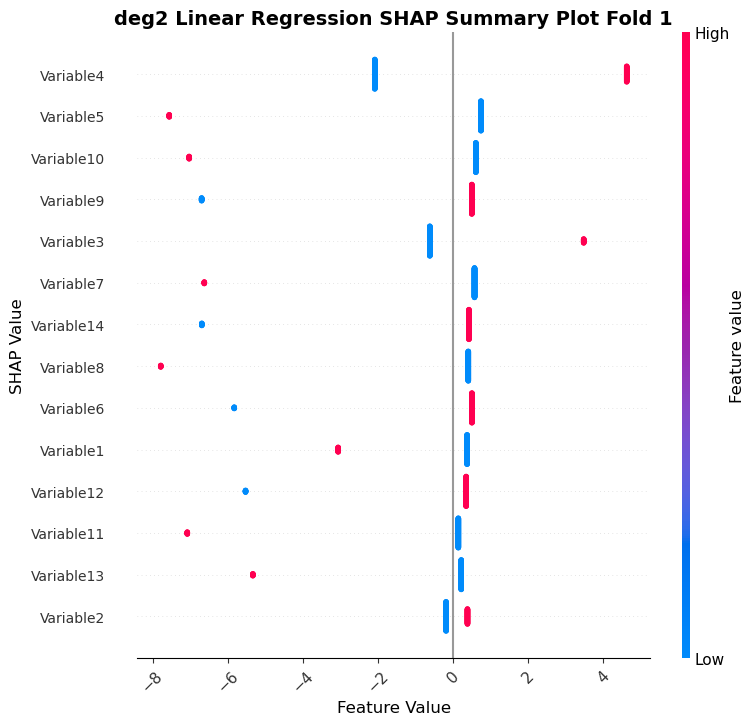 deg2 Linear Regression SHAP Summary Plot Fold 1
High
Variable4
Variable5
Variable10
Variable9
Variable3
Variable7
Variable14
Variable8
Variable6
Variable1
Variable12
Variable11
Variable13
Variable2
SHAP Value
Feature value
Low
−8 −6 −4 −2 0 2 4
Feature Value